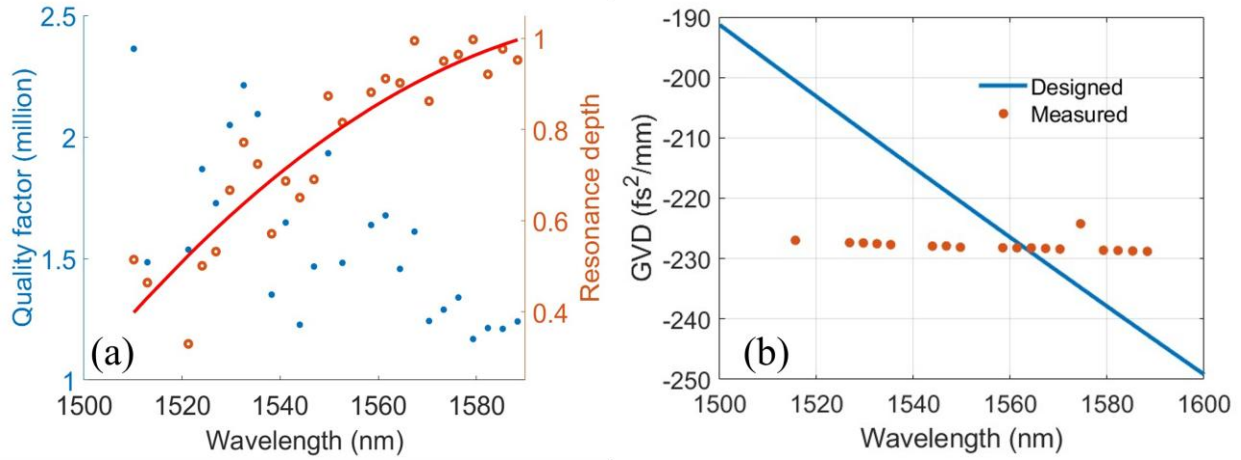 2.5
2
1.5
1
Quality factor (million)
1
0.8
0.6
0.4
Resonance depth
(a)
1500 1520 1540 1560 1580
Wavelength (nm)
-190
-200
-210
-220
-230
-240
-250
GVD (fs²/mm)
Designed
Measured
(b)
1500 1520 1540 1560 1580 1600
Wavelength (nm)